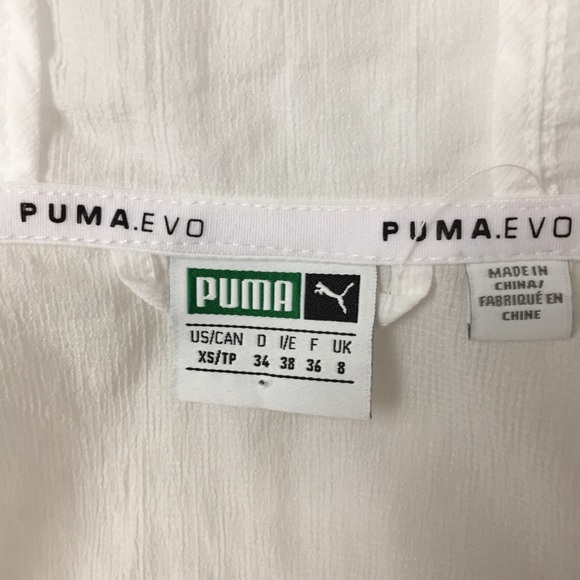 PUMA.EVO
PUMA.EVO
PUMA
US/CAN D I/E F UK
XS/TP 34 38 36 8
MADE IN
CHINA/
FABRIQUÉ EN
CHINE